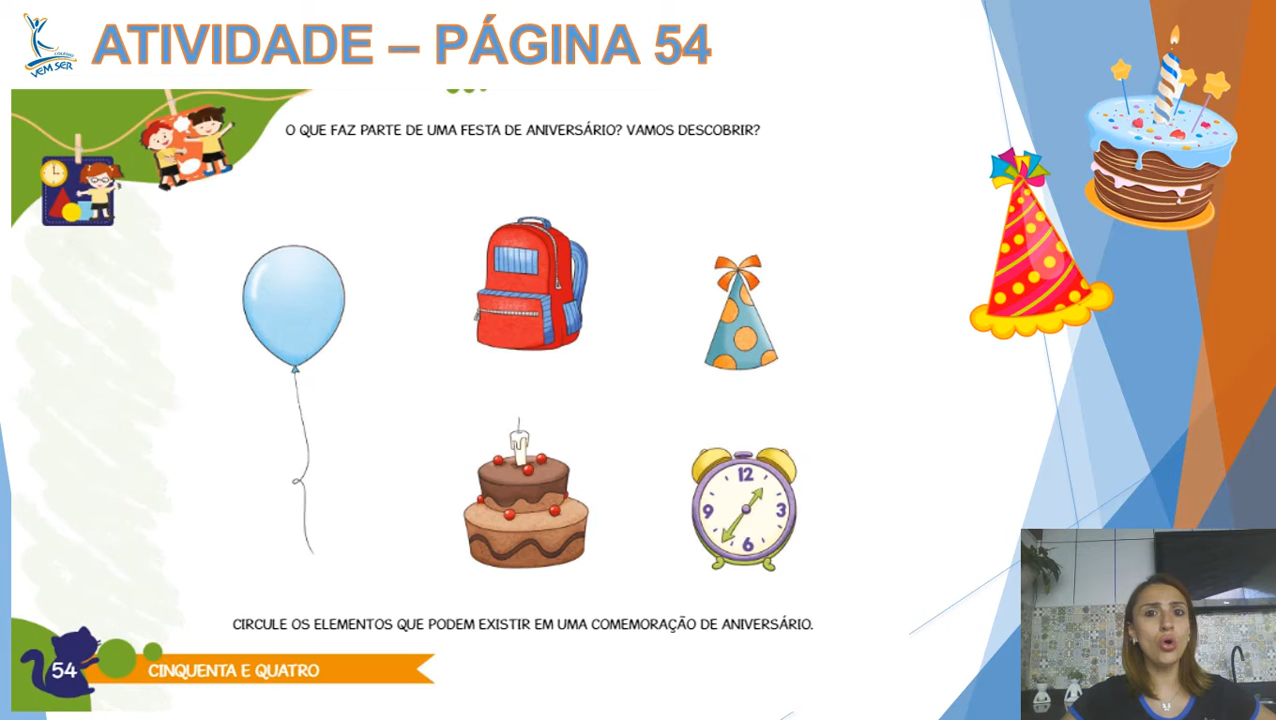 ATIVIDADE – PÁGINA 54
COLÉGIO
VEM SER
O QUE FAZ PARTE DE UMA FESTA DE ANIVERSÁRIO? VAMOS DESCOBRIR?
12
9
3
6
CIRCULE OS ELEMENTOS QUE PODEM EXISTIR EM UMA COMEMORAÇÃO DE ANIVERSÁRIO.
54
CINQUENTA E QUATRO